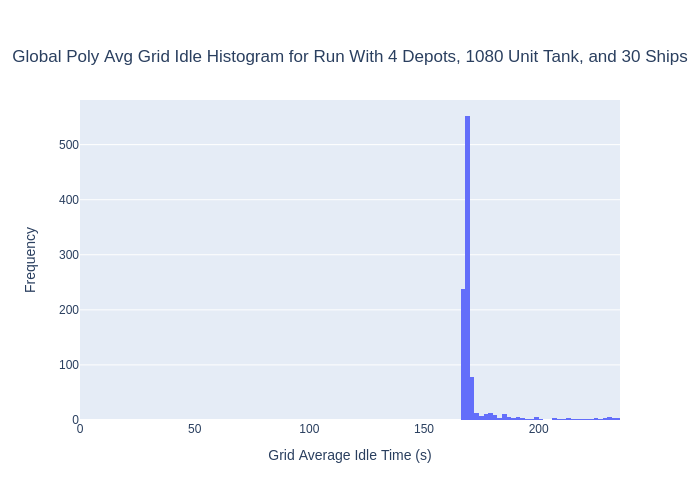 Global Poly Avg Grid Idle Histogram for Run With 4 Depots, 1080 Unit Tank, and 30 Ships
500
400
300
200
100
0
Frequency
0 50 100 150 200
Grid Average Idle Time (s)